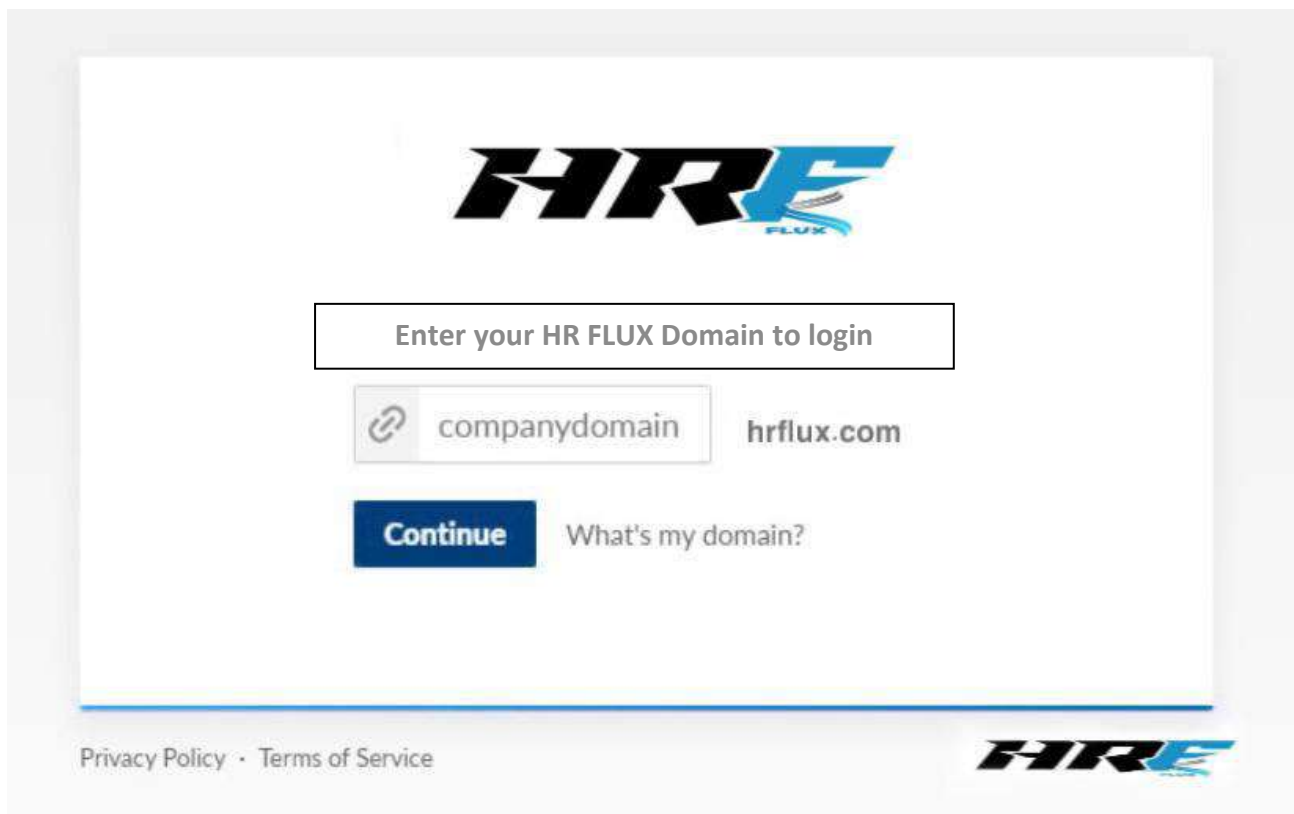 HRF
FLUX
Enter your HR FLUX Domain to login
companydomain
hrflux.com
Continue What's my domain?
Privacy Policy · Terms of Service
HRF
FLUX